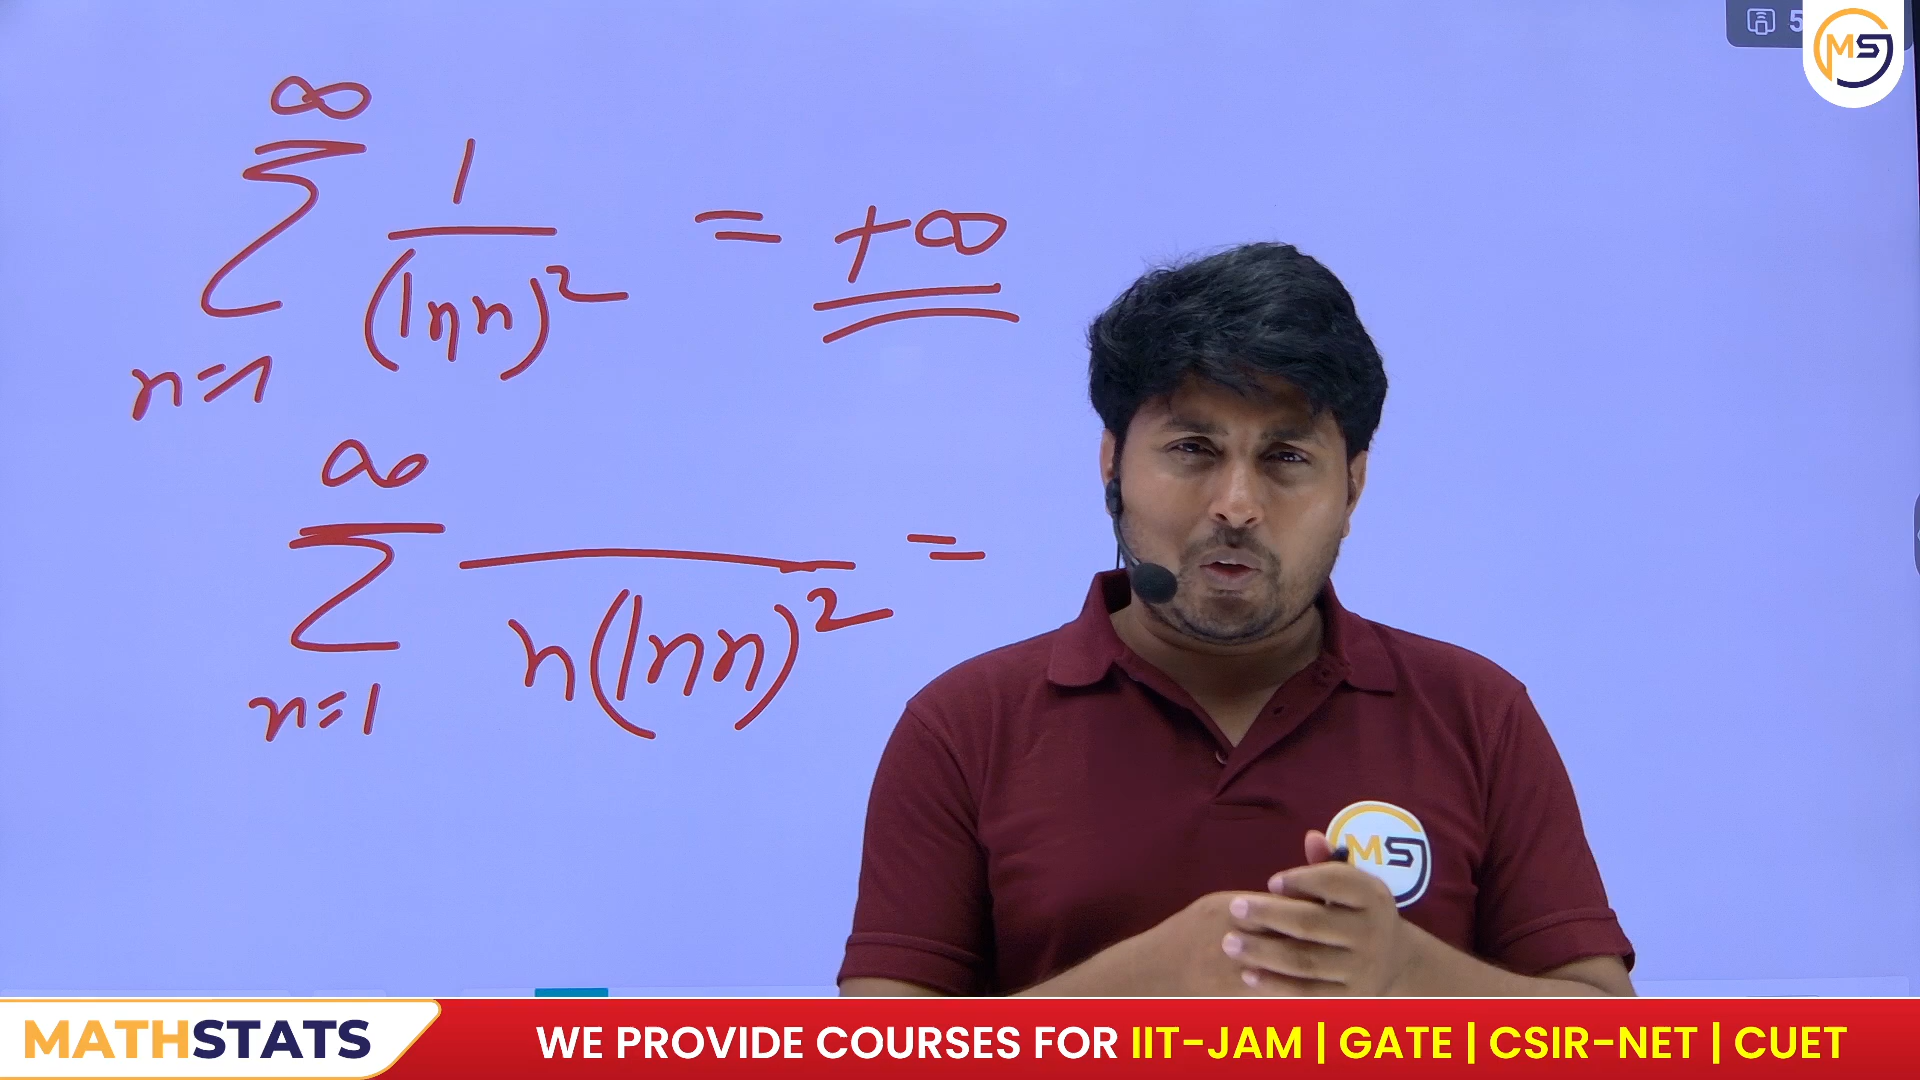 5
MS
∞
Σ 1/(ln n)² = +∞
n=1
∞
Σ /n(ln n)² =
n=1
MS
MATHSTATS
WE PROVIDE COURSES FOR IIT-JAM | GATE | CSIR-NET | CUET